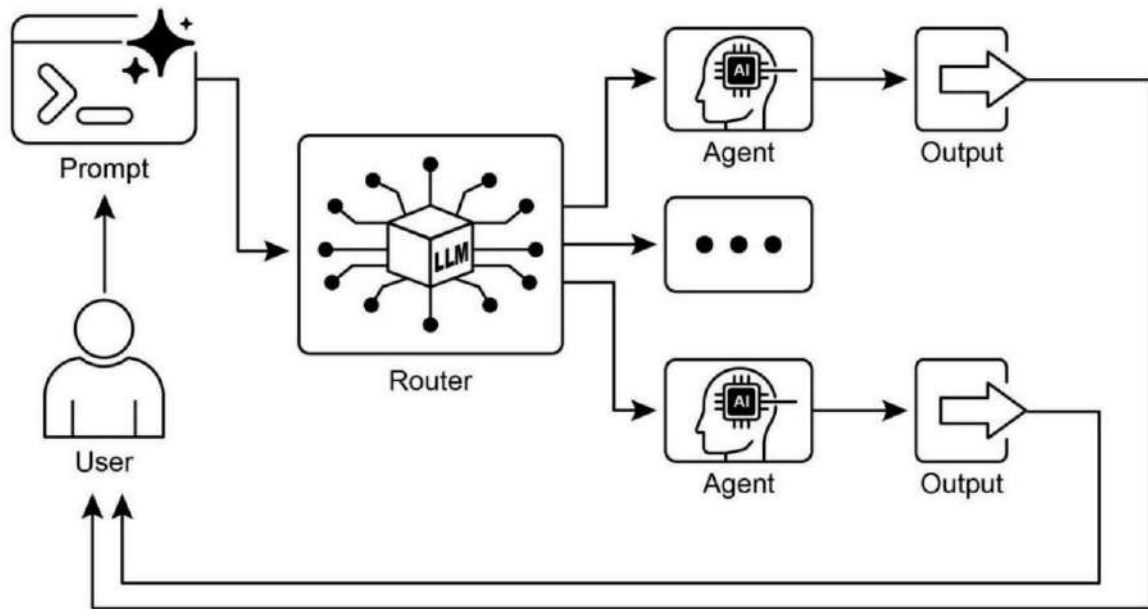 Prompt
User
LLM
Router
AI
Agent
Output
AI
Agent
Output